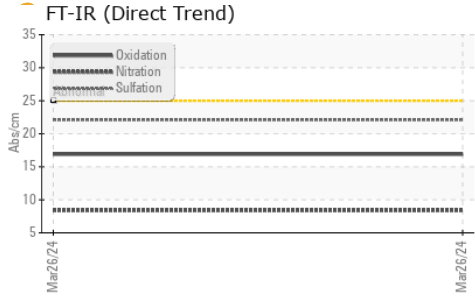 FT-IR (Direct Trend)
35
30
25
20
15
10
5
Abs/cm
Oxidation
Nitration
Sulfation
Abnormal
Mar26/24
Mar26/24